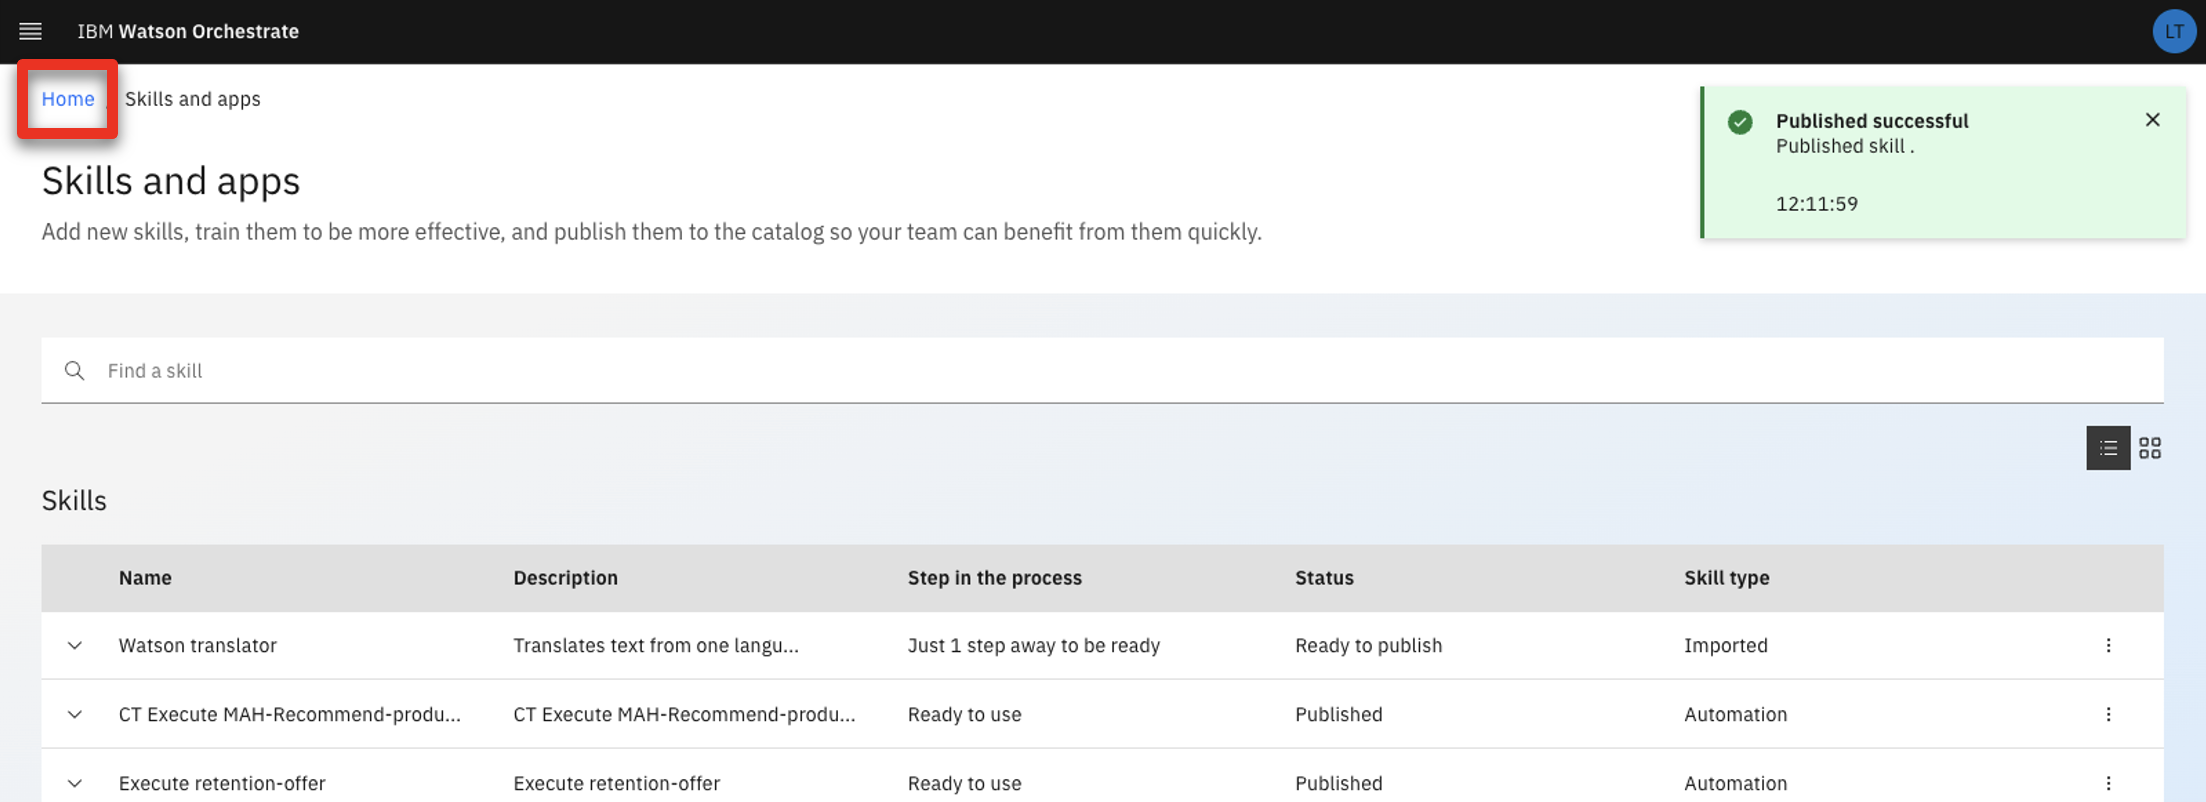 IBM Watson Orchestrate
LT
Home / Skills and apps
Published successful
Published skill .
12:11:59
Skills and apps
Add new skills, train them to be more effective, and publish them to the catalog so your team can benefit from them quickly.
Find a skill
Skills
Name Description Step in the process Status Skill type
Watson translator Translates text from one langu... Just 1 step away to be ready Ready to publish Imported
CT Execute MAH-Recommend-produ... CT Execute MAH-Recommend-produ... Ready to use Published Automation
Execute retention-offer Execute retention-offer Ready to use Published Automation